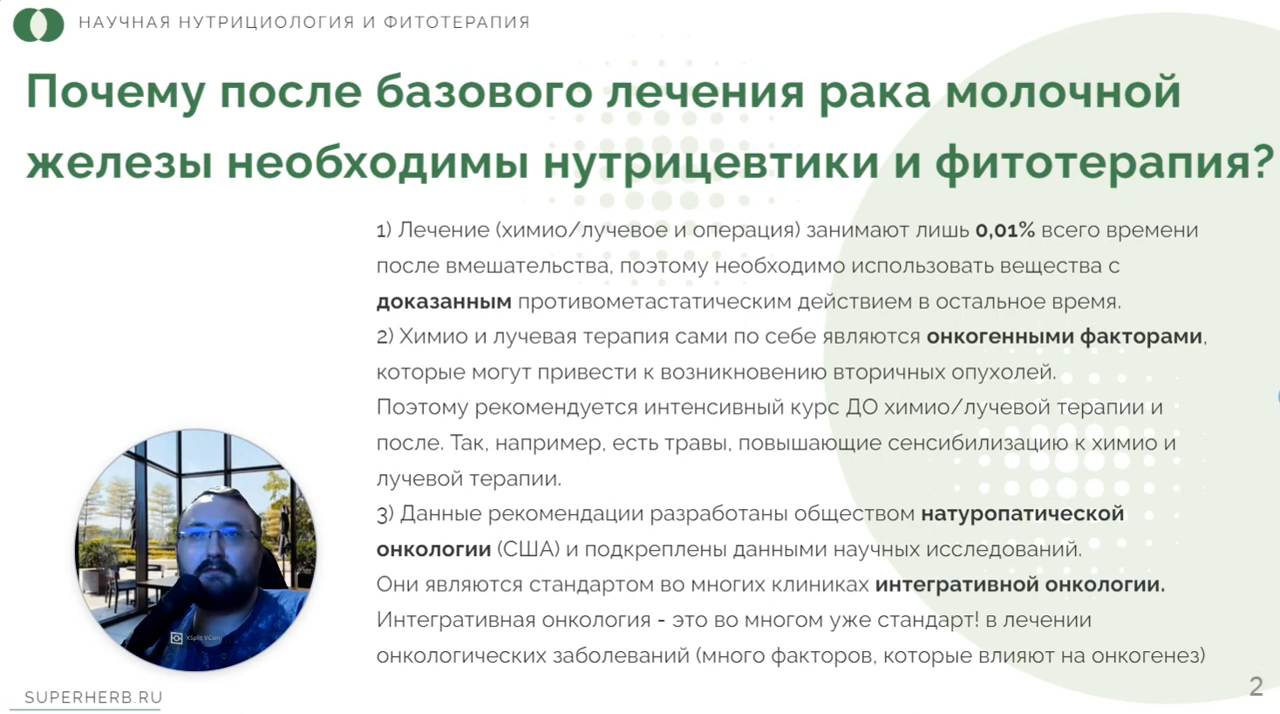 НАУЧНАЯ НУТРИЦИОЛОГИЯ И ФИТОТЕРАПИЯ
Почему после базового лечения рака молочной
железы необходимы нутрицевтики и фитотерапия?
1) Лечение (химио/лучевое и операция) занимают лишь 0,01% всего времени
после вмешательства, поэтому необходимо использовать вещества с
доказанным противометастатическим действием в остальное время.
2) Химио и лучевая терапия сами по себе являются онкогенными факторами,
которые могут привести к возникновению вторичных опухолей.
Поэтому рекомендуется интенсивный курс ДО химио/лучевой терапии и
после. Так, например, есть травы, повышающие сенсибилизацию к химио и
лучевой терапии.
3) Данные рекомендации разработаны обществом натуропатической
онкологии (США) и подкреплены данными научных исследований.
Они являются стандартом во многих клиниках интегративной онкологии.
Интегративная онкология - это во многом уже стандарт! в лечении
онкологических заболеваний (много факторов, которые влияют на онкогенез)
XSplit VCam
SUPERHERB.RU
2